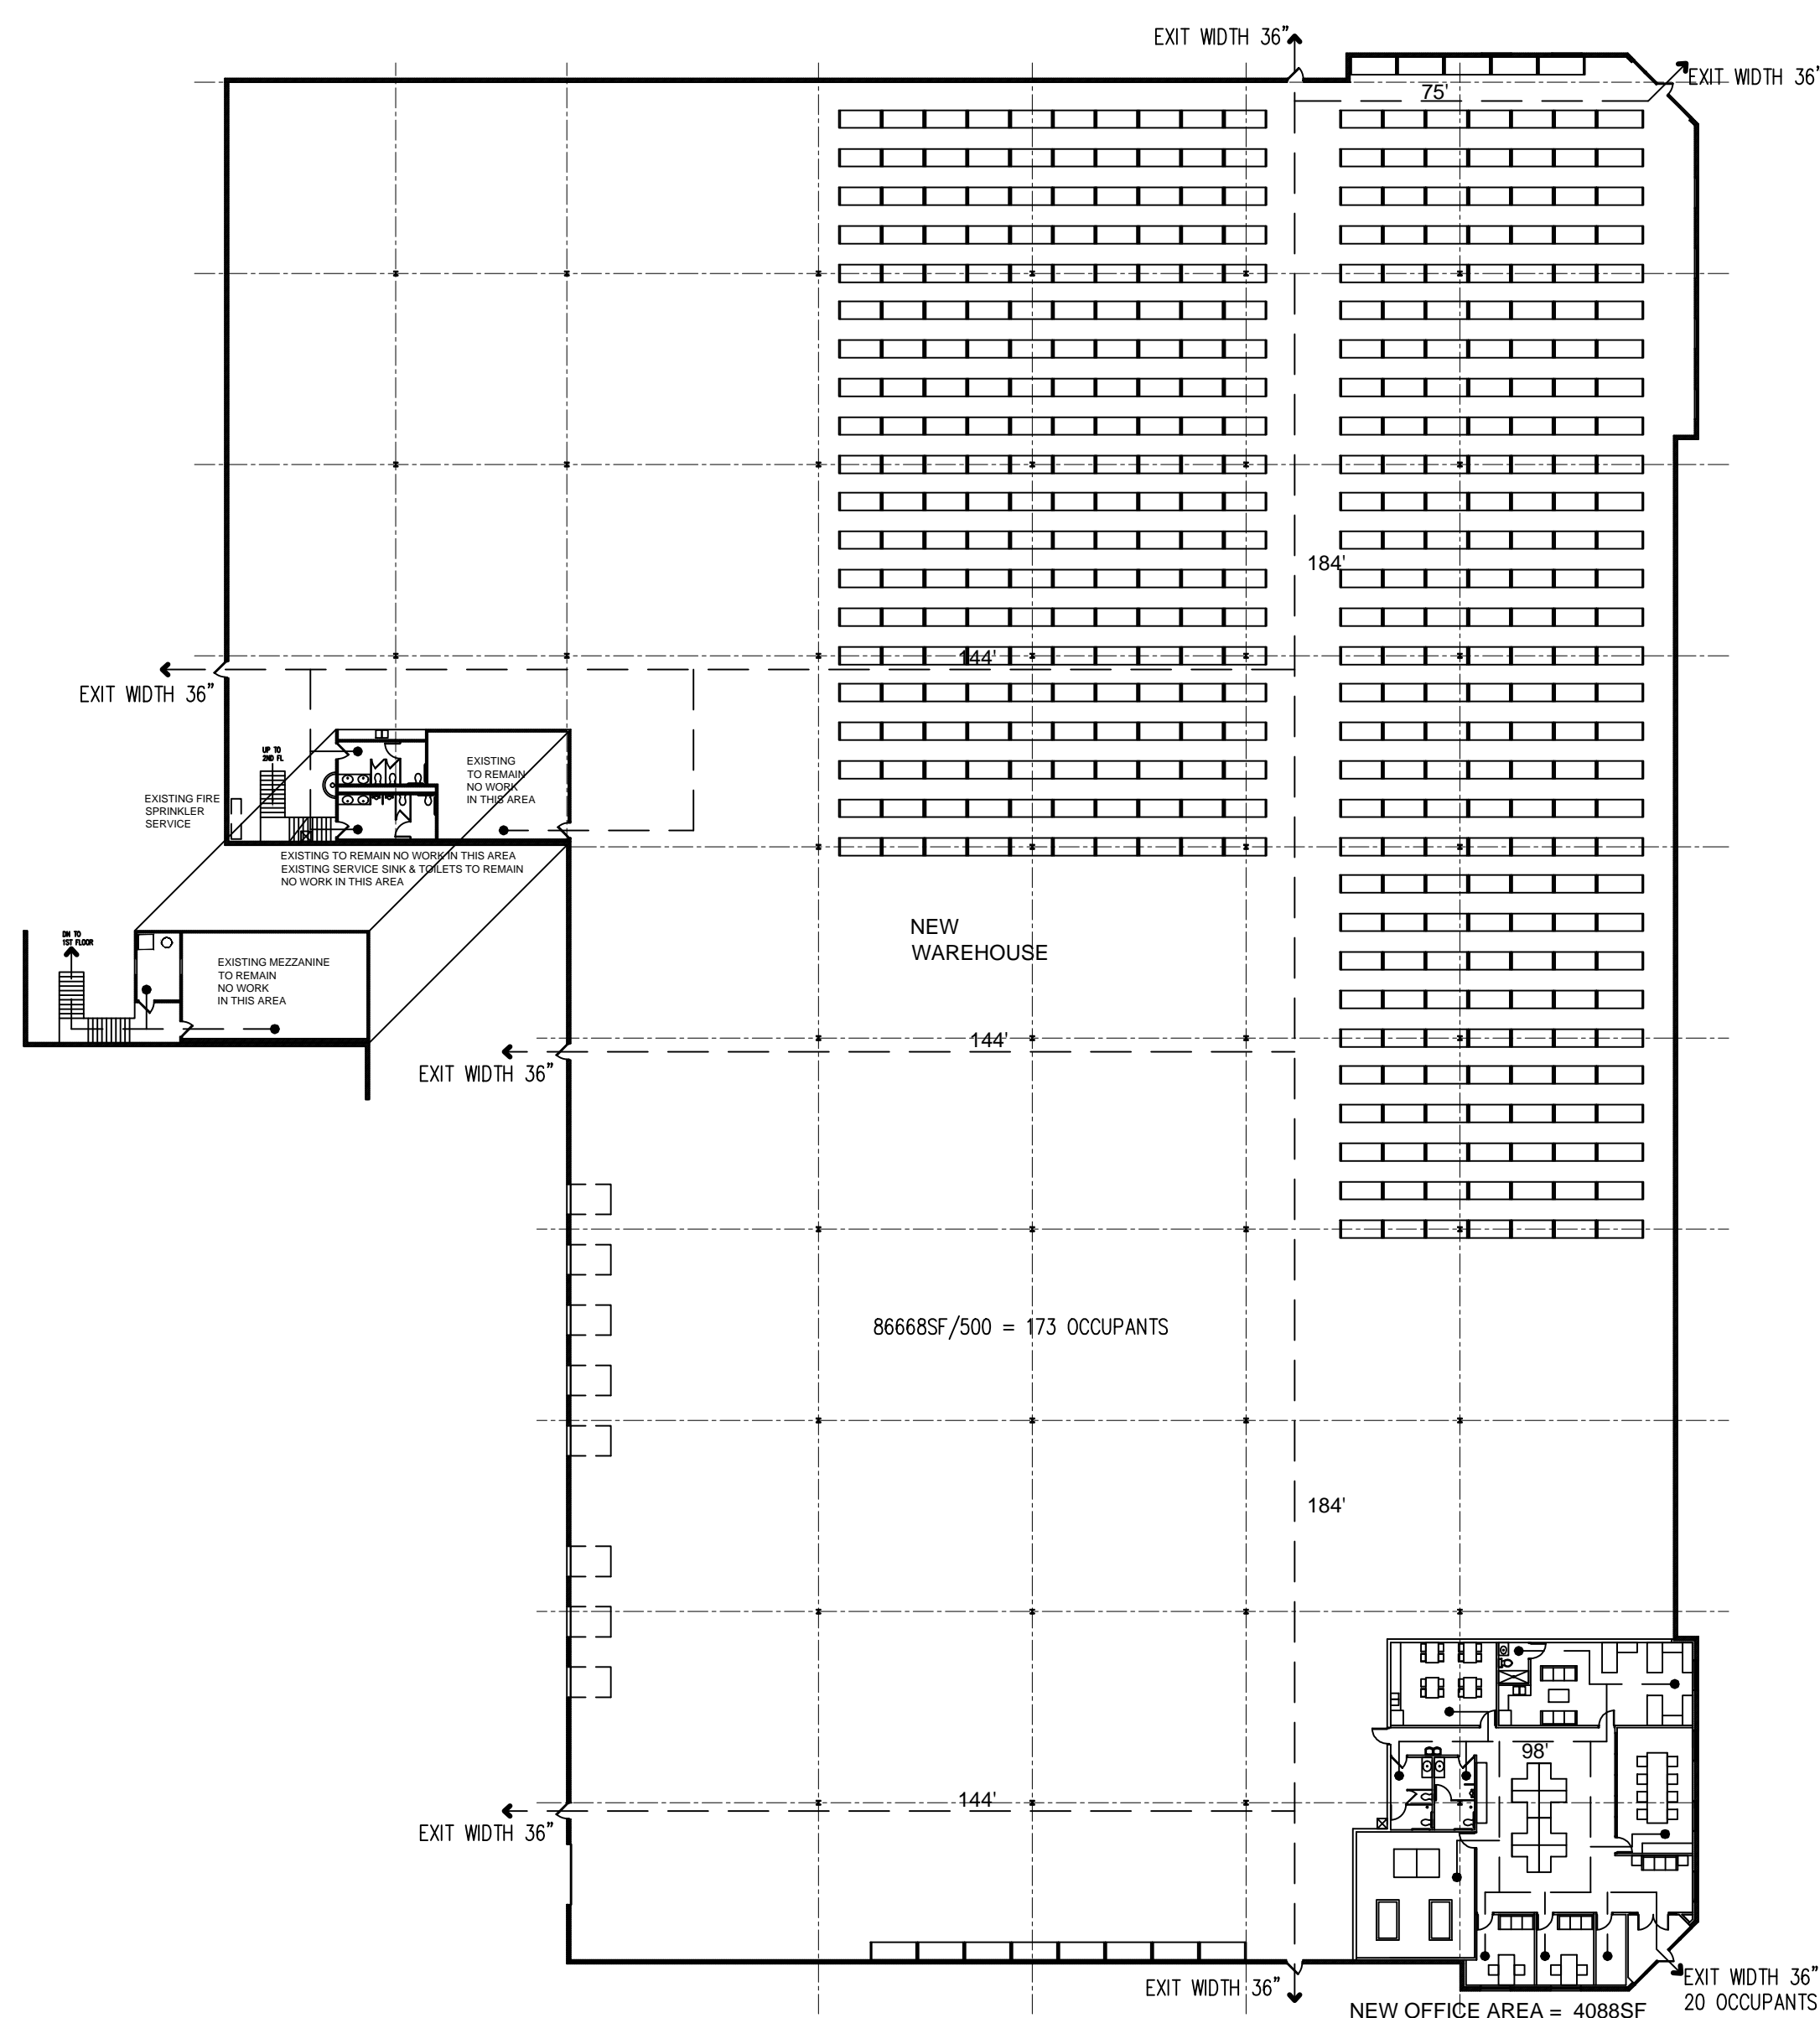 EXIT WIDTH 36”
EXIT WIDTH 36"
75'
184'
144'
EXIT WIDTH 36”
UP TO
2ND FL
EXISTING
TO REMAIN
NO WORK
IN THIS AREA
EXISTING FIRE
SPRINKLER
SERVICE
EXISTING TO REMAIN NO WORK IN THIS AREA
EXISTING SERVICE SINK & TOILETS TO REMAIN
NO WORK IN THIS AREA
DN TO
1ST FLOOR
EXISTING MEZZANINE
TO REMAIN
NO WORK
IN THIS AREA
NEW
WAREHOUSE
144'
EXIT WIDTH 36”
86668SF/500 = 173 OCCUPANTS
184'
98'
144'
EXIT WIDTH 36”
EXIT WIDTH 36”
EXIT WIDTH 36”
20 OCCUPANTS
NEW OFFICE AREA = 4088SF